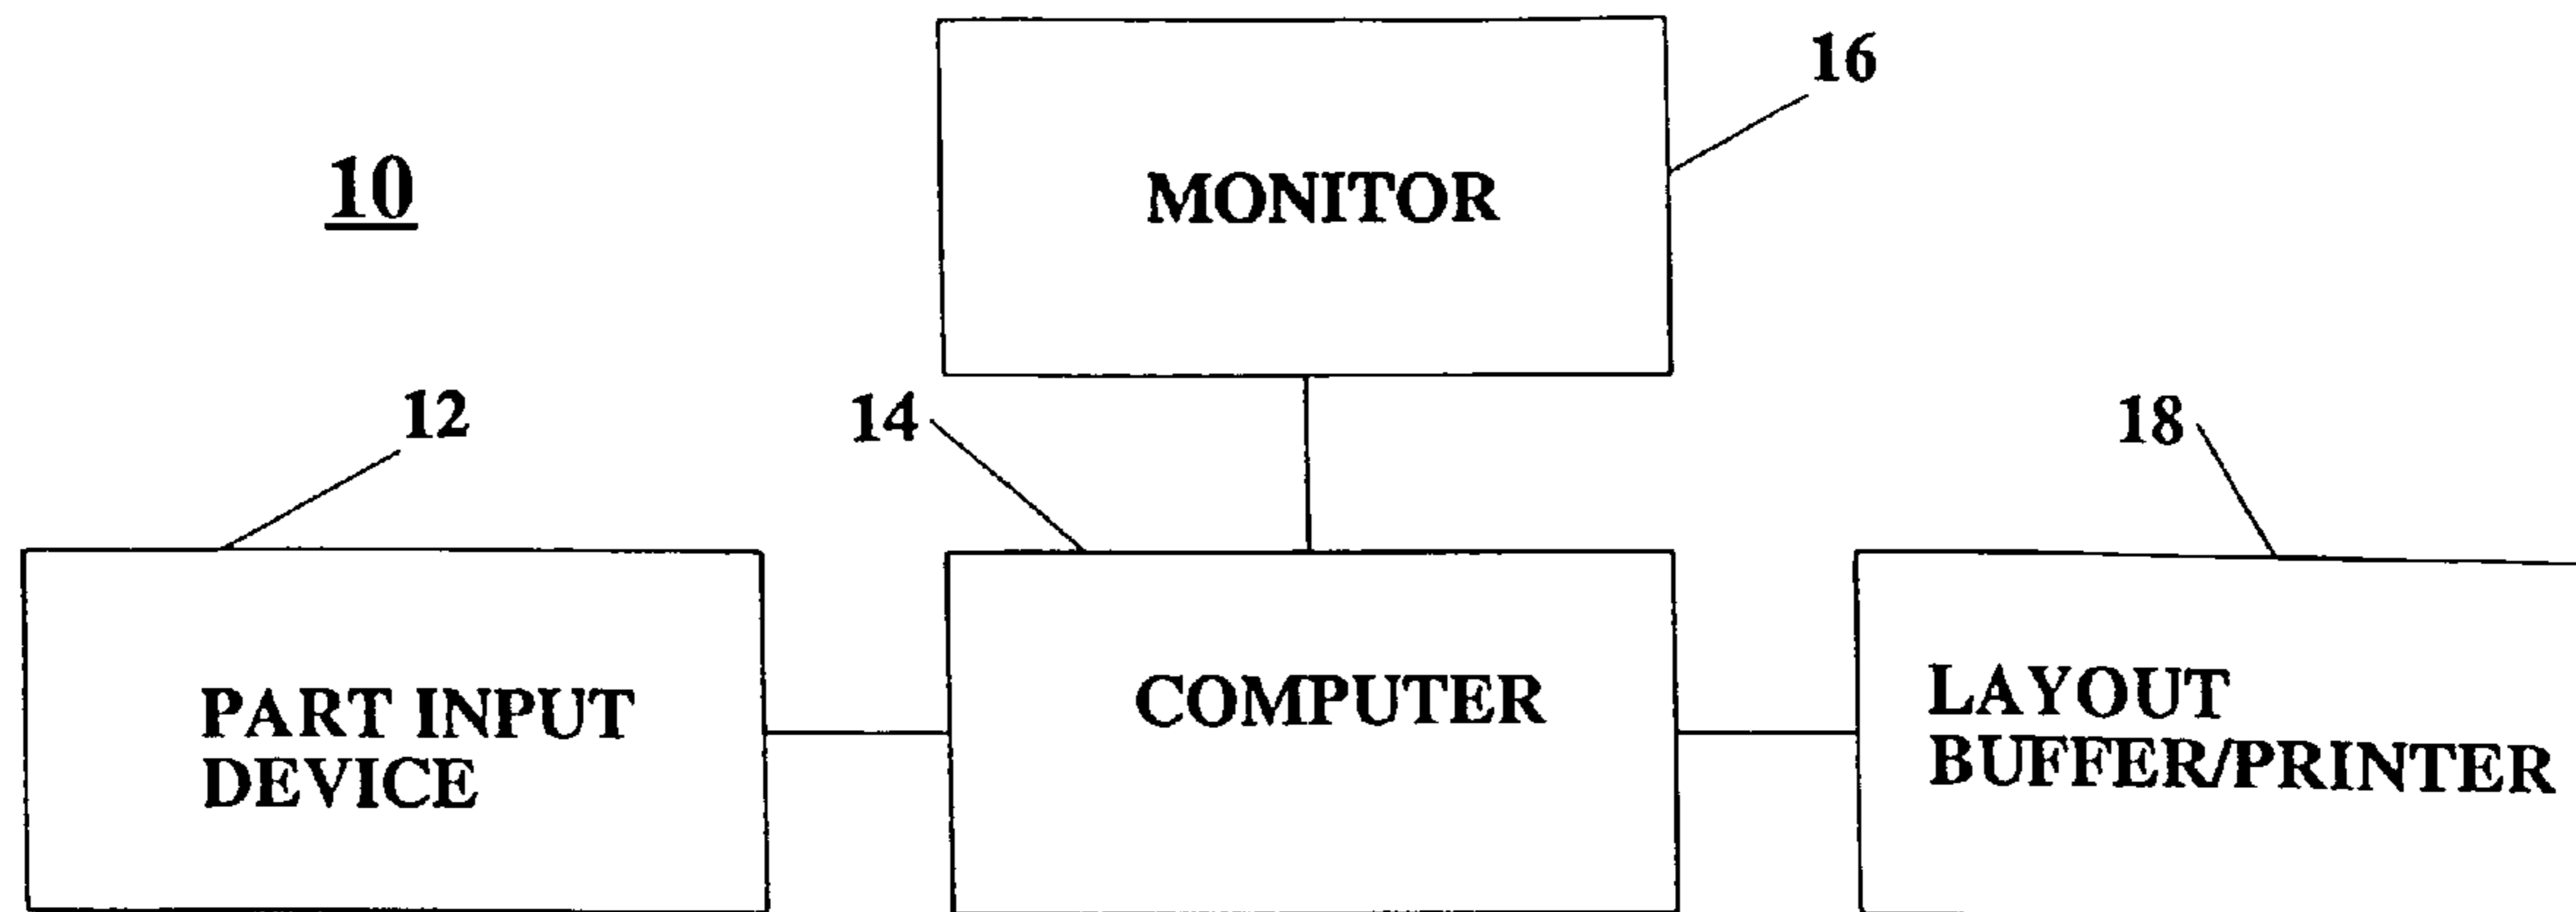 16
10
MONITOR
12
14
18
PART INPUT
DEVICE
COMPUTER
LAYOUT
BUFFER/PRINTER